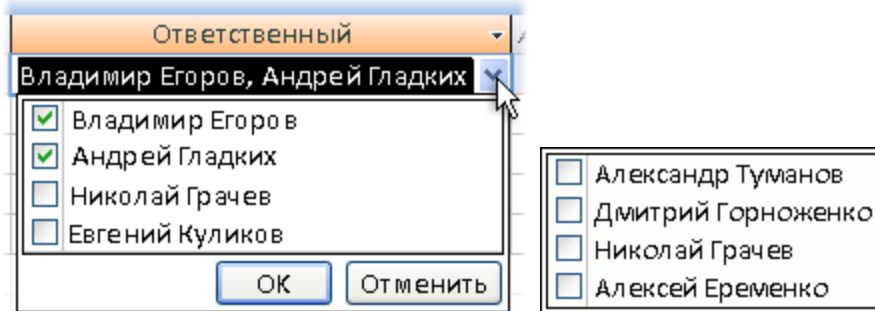 Ответственный
Владимир Егоров, Андрей Гладких
Владимир Егоров
Андрей Гладких
Николай Грачев
Евгений Куликов
ОК
Отменить
Александр Туманов
Дмитрий Горноженко
Николай Грачев
Алексей Еременко